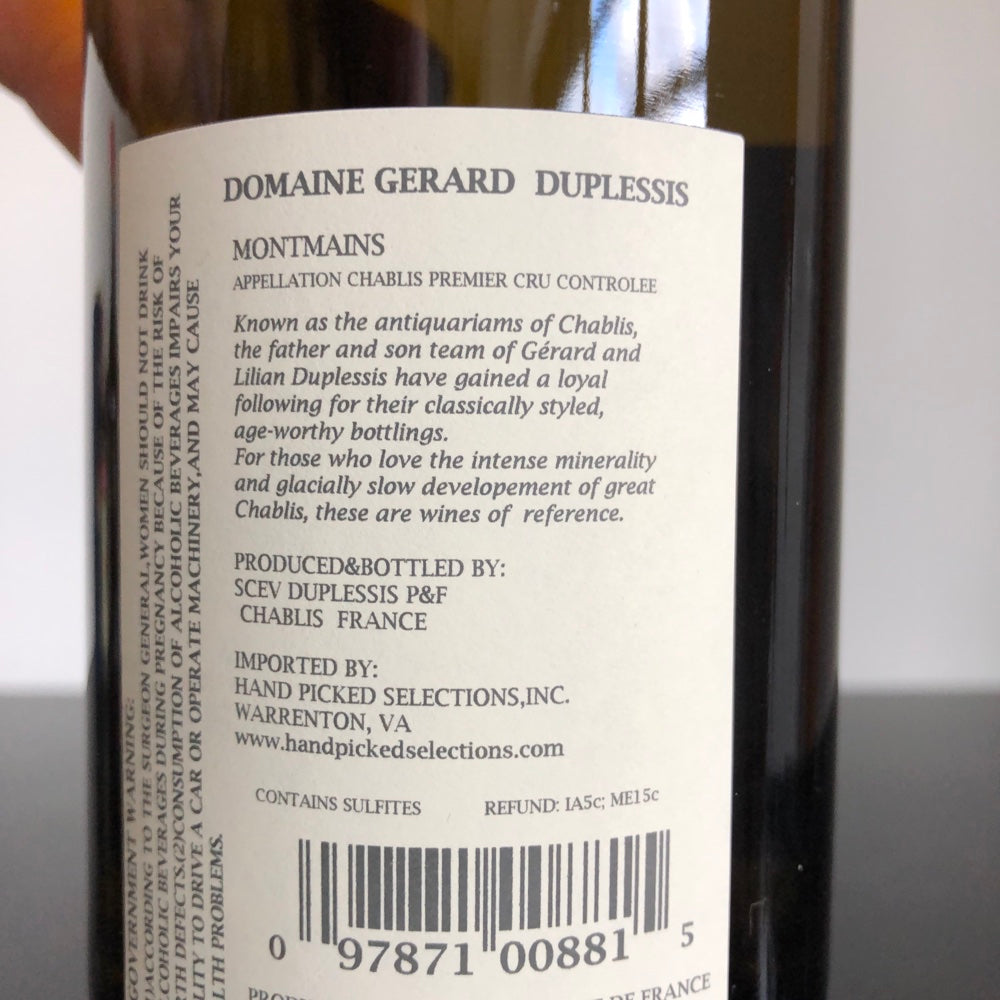 DOMAINE GERARD DUPLESSIS
MONTMAINS
APPELLATION CHABLIS PREMIER CRU CONTROLEE
Known as the antiquariams of Chablis,
the father and son team of Gérard and
Lilian Duplessis have gained a loyal
following for their classically styled,
age-worthy bottlings.
For those who love the intense minerality
and glacially slow developement of great
Chablis, these are wines of reference.
PRODUCED&BOTTLED BY:
SCEV DUPLESSIS P&F
CHABLIS FRANCE
IMPORTED BY:
HAND PICKED SELECTIONS,INC.
WARRENTON, VA
www.handpickedselections.com
CONTAINS SULFITES REFUND: IA5c; ME15c
0 97871 00881 5
DE FRANCE
GOVERNMENT WARNING:
)ACCORDING TO THE SURGEON GENERAL,WOMEN SHOULD NOT DRINK
COHOLIC BEVERAGES DURING PREGNANCY BECAUSE OF THE RISK OF
RTH DEFECTS.(2)CONSUMPTION OF ALCOHOLIC BEVERAGES IMPAIRS YOUR
LITY TO DRIVE A CAR OR OPERATE MACHINERY,AND MAY CAUSE
LTH PROBLEMS.